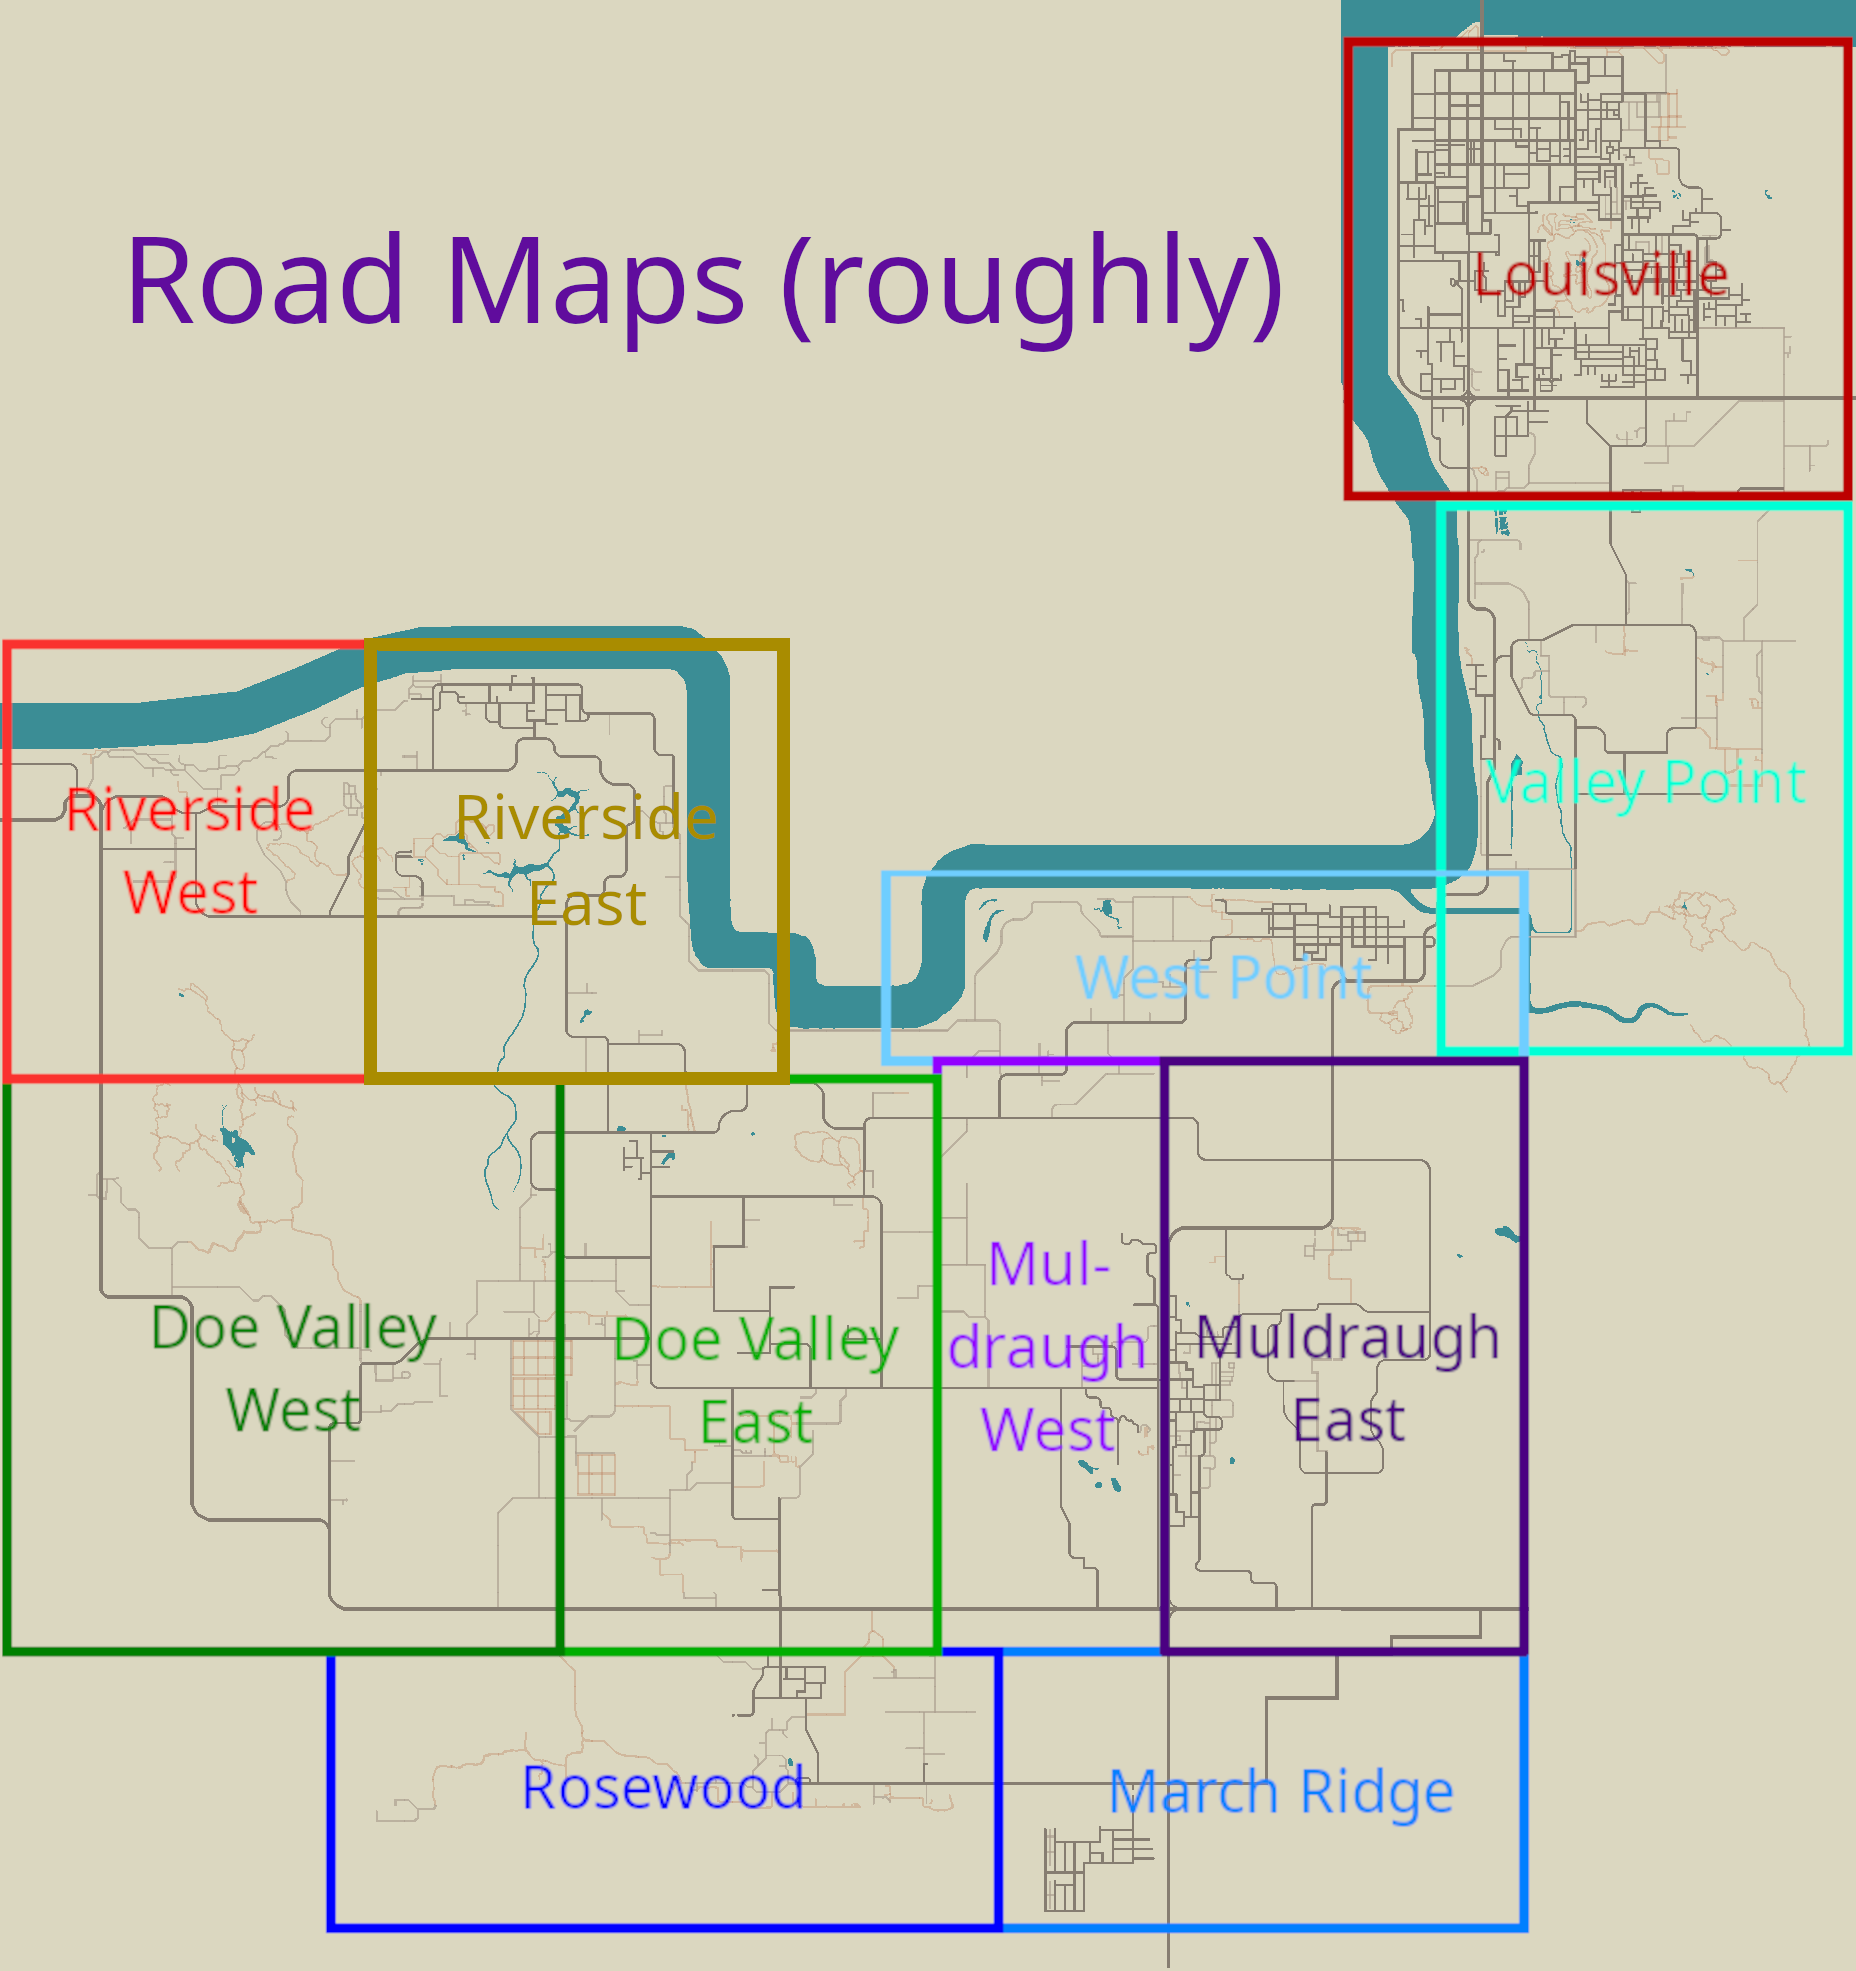 Road Maps (roughly)
Louisville
Riverside
West
Riverside
East
Valley Point
West Point
Doe Valley
West
Doe Valley
East
Mul-
draugh
West
Muldraugh
East
Rosewood
March Ridge